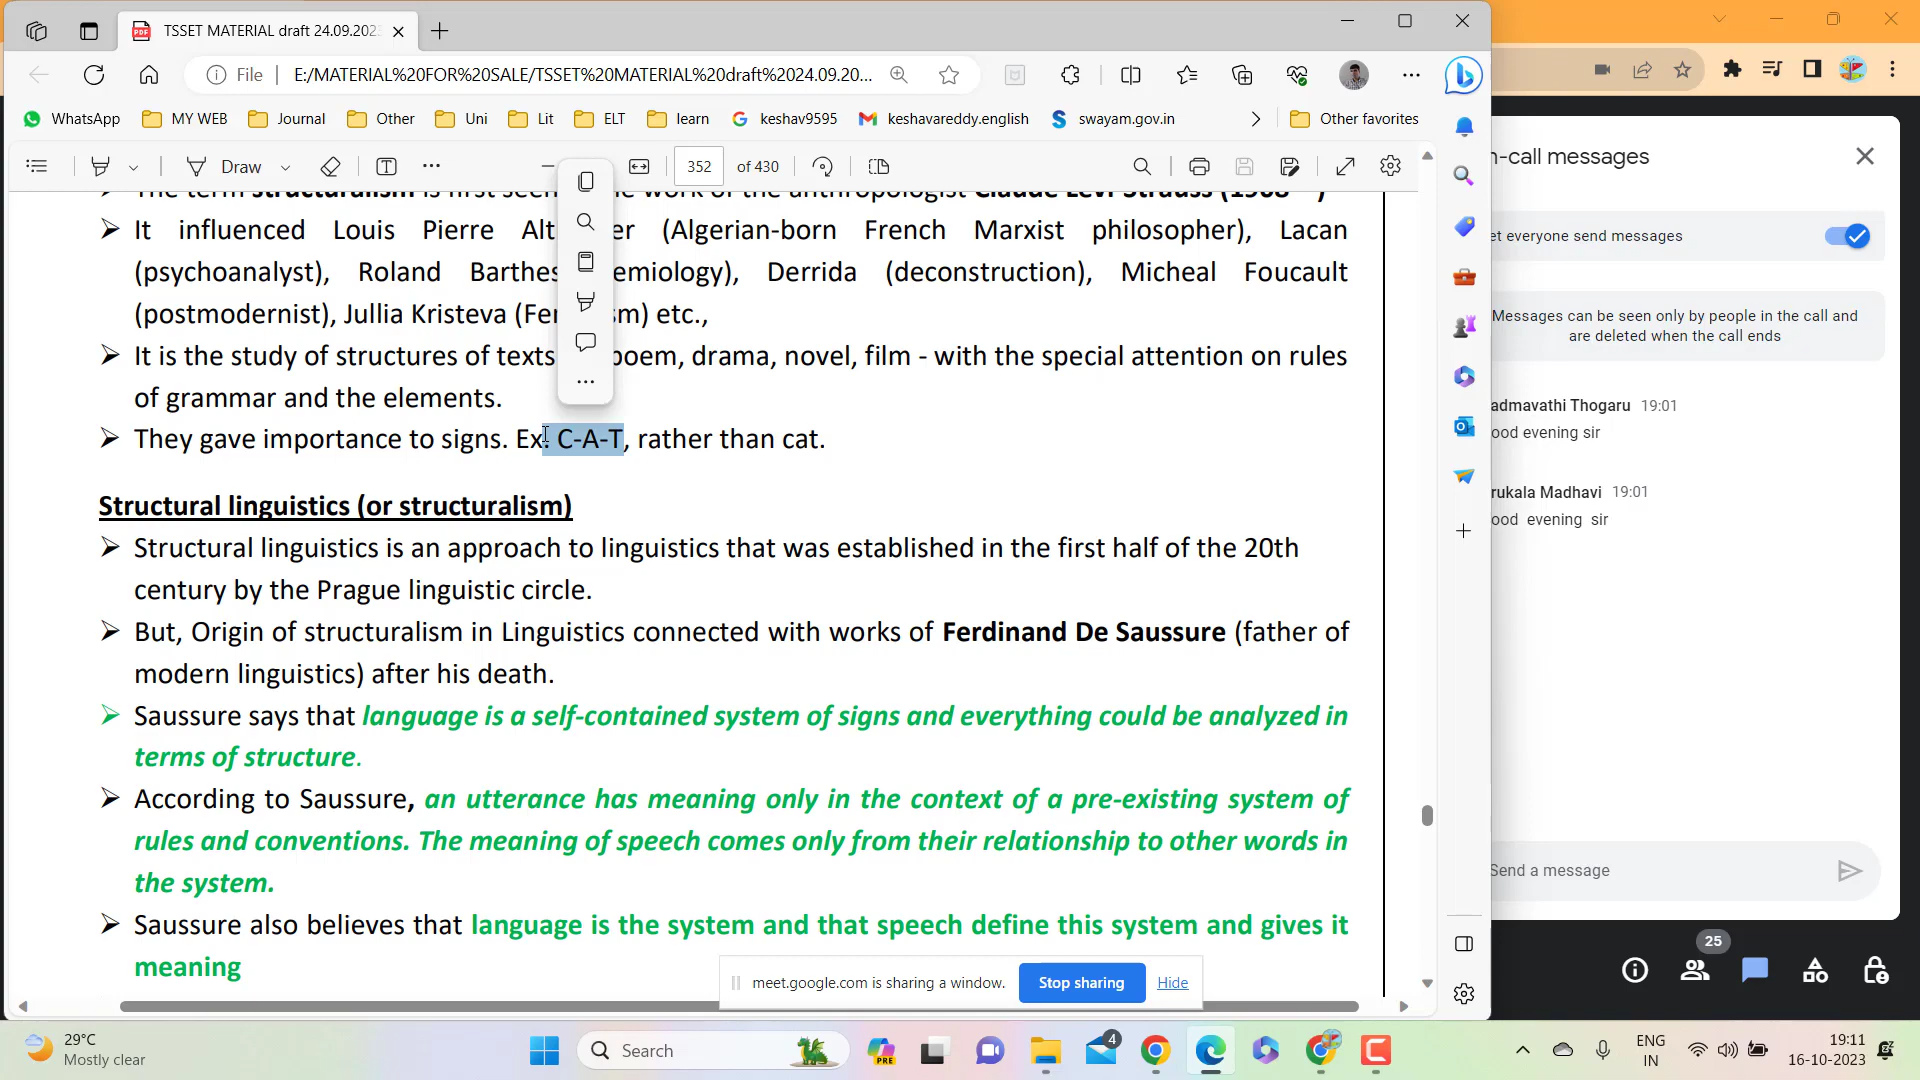 TSSET MATERIAL draft 24.09.202
File E:/MATERIAL%20FOR%20SALE/TSSET%20MATERIAL%20draft%2024.09.20...
WhatsApp MY WEB Journal Other Uni Lit ELT learn keshav9595 keshavareddy.english swayam.gov.in Other favorites
Draw 352 of 430
It influenced Louis Pierre Alt er (Algerian-born French Marxist philosopher), Lacan
(psychoanalyst), Roland Barthes emiology), Derrida (deconstruction), Micheal Foucault
(postmodernist), Jullia Kristeva (Fem sm) etc.,
It is the study of structures of texts poem, drama, novel, film - with the special attention on rules
of grammar and the elements.
They gave importance to signs. Ex: C-A-T, rather than cat.
Structural linguistics (or structuralism)
Structural linguistics is an approach to linguistics that was established in the first half of the 20th
century by the Prague linguistic circle.
But, Origin of structuralism in Linguistics connected with works of Ferdinand De Saussure (father of
modern linguistics) after his death.
Saussure says that language is a self-contained system of signs and everything could be analyzed in
terms of structure.
According to Saussure, an utterance has meaning only in the context of a pre-existing system of
rules and conventions. The meaning of speech comes only from their relationship to other words in
the system.
Saussure also believes that language is the system and that speech define this system and gives it
meaning
meet.google.com is sharing a window. Stop sharing Hide
n-call messages
et everyone send messages
Messages can be seen only by people in the call and
are deleted when the call ends
admavathi Thogaru 19:01
ood evening sir
rukala Madhavi 19:01
ood evening sir
Send a message
25
29°C
Mostly clear
Search
PRE
4
ENG
IN
19:11
16-10-2023